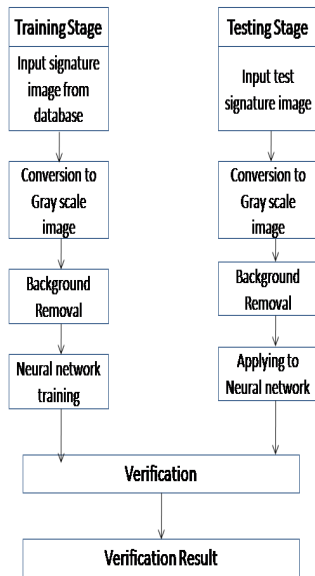 Training Stage
Input signature
image from
database
Conversion to
Gray scale
image
Background
Removal
Neural network
training
Testing Stage
Input test
signature image
Conversion to
Gray scale
image
Background
Removal
Applying to
Neural network
Verification
Verification Result